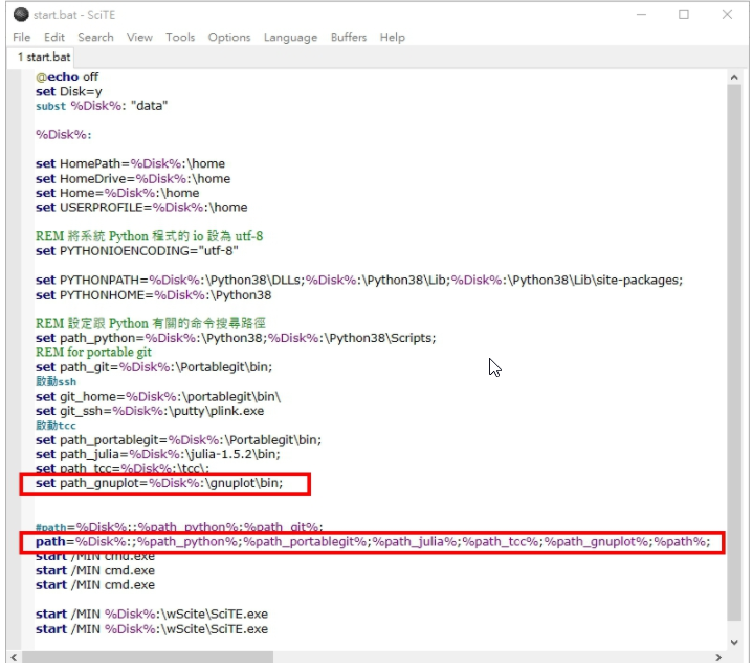 start.bat - SciTE
File Edit Search View Tools Options Language Buffers Help
1 start.bat
@echo off
set Disk=y
subst %Disk%: "data"
%Disk%:
set HomePath=%Disk%:\home
set HomeDrive=%Disk%:\home
set Home=%Disk%:\home
set USERPROFILE=%Disk%:\home
REM 將系統 Python 程式的 io 設為 utf-8
set PYTHONIOENCODING="utf-8"
set PYTHONPATH=%Disk%:\Python38\DLLs;%Disk%:\Python38\Lib;%Disk%:\Python38\Lib\site-packages;
set PYTHONHOME=%Disk%:\Python38
REM 設定跟 Python 有關的命令搜尋路徑
set path_python=%Disk%:\Python38;%Disk%:\Python38\Scripts;
REM for portable git
set path_git=%Disk%:\Portablegit\bin;
啟動ssh
set git_home=%Disk%:\portablegit\bin\
set git_ssh=%Disk%:\putty\plink.exe
啟動tcc
set path_portablegit=%Disk%:\Portablegit\bin;
set path_julia=%Disk%:\julia-1.5.2\bin;
set path_tcc=%Disk%:\tcc\;
set path_gnuplot=%Disk%:\gnuplot\bin;
#path=%Disk%:;%path_python%;%path_git%;
path=%Disk%:;%path_python%;%path_portablegit%;%path_julia%;%path_tcc%;%path_gnuplot%;%path%;
start /MIN cmd.exe
start /MIN cmd.exe
start /MIN cmd.exe
start /MIN %Disk%:\wScite\SciTE.exe
start /MIN %Disk%:\wScite\SciTE.exe